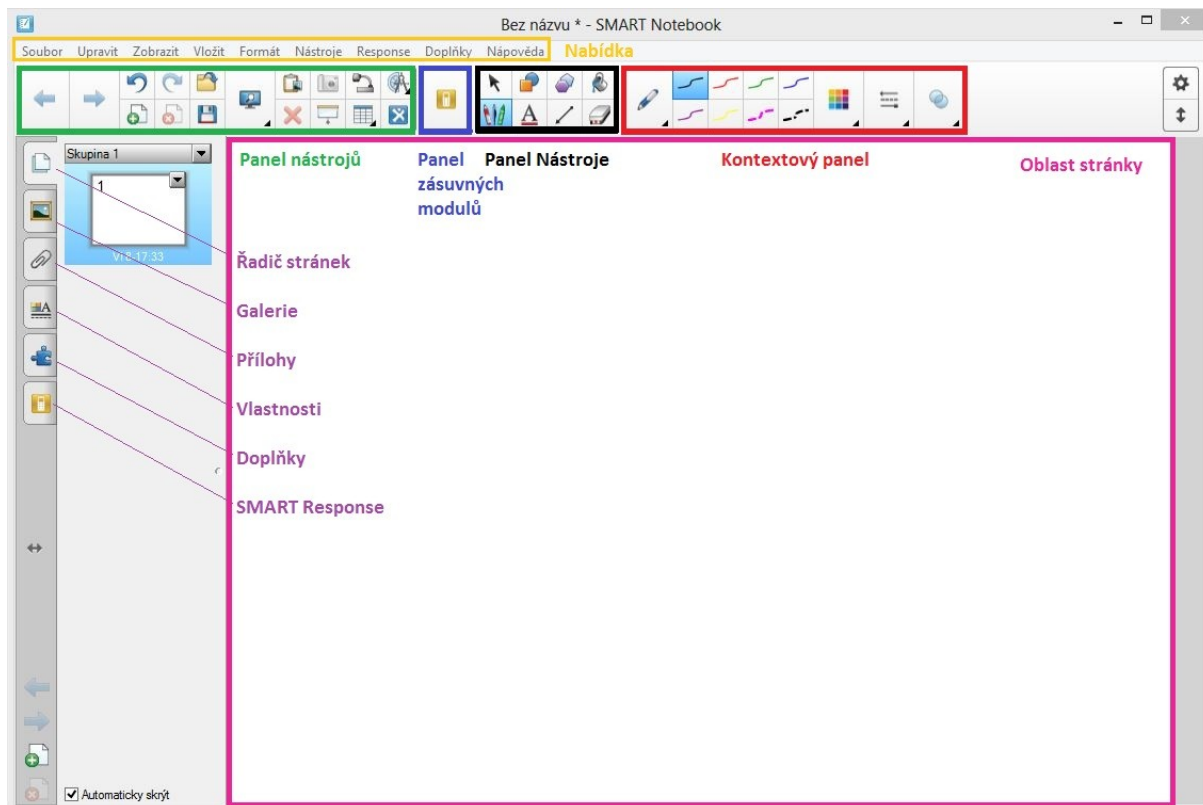 Bez názvu * - SMART Notebook
Soubor Upravit Zobrazit Vložit Formát Nástroje Response Doplňky Nápověda Nabídka
Skupina 1
1
Panel nástrojů
Panel zásuvných modulů
Panel Nástroje
Kontextový panel
Oblast stránky
Řadič stránek
Galerie
Přílohy
Vlastnosti
Doplňky
SMART Response
Automaticky skrýt